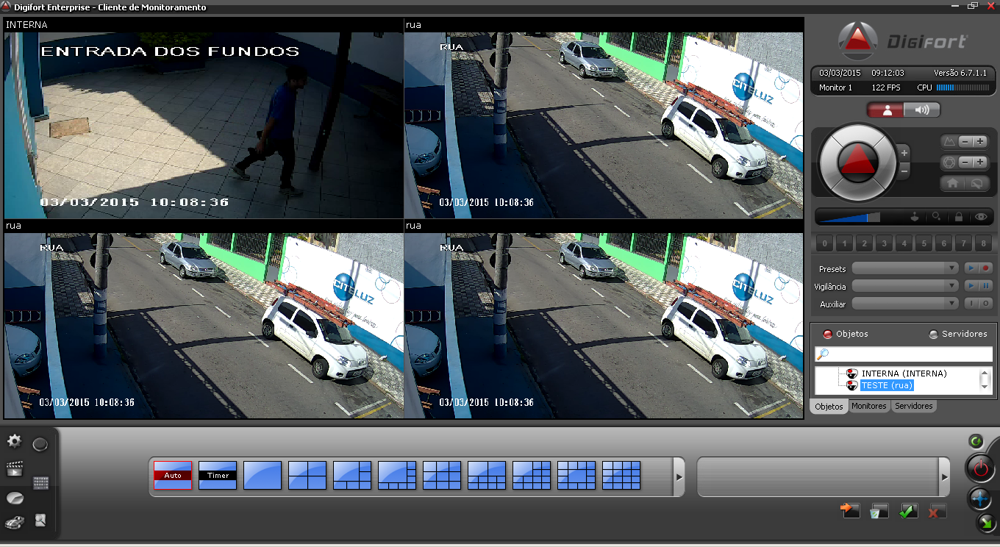 Digifort Enterprise - Cliente de Monitoramento
INTERNA
ENTRADA DOS FUNDOS
03/03/2015 10:08:36
rua
RUA
CITELUZ
03/03/2015 10:08:36
rua
RUA
CITELUZ
03/03/2015 10:08:36
rua
RUA
CITELUZ
03/03/2015 10:08:36
Digifort
03/03/2015 09:12:03 Versão 6.7.1.1
Monitor 1 122 FPS CPU
0 1 2 3 4 5 6 7 8
Presets
Vigilância
Auxiliar I O
Objetos Servidores
INTERNA (INTERNA)
TESTE (rua)
Objetos Monitores Servidores
Auto Timer